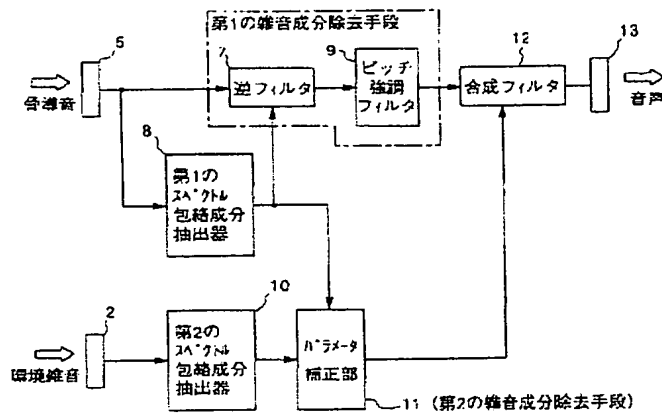 第1の雑音成分除去手段
5
7
9
12
13
骨導音
逆フィルタ
ピッチ
強調
フィルタ
合成フィルタ
音声
8
第1の
スペクトル
包絡成分
抽出器
2
10
環境雑音
第2の
スペクトル
包絡成分
抽出器
パラメータ
補正部
11 (第2の雑音成分除去手段)